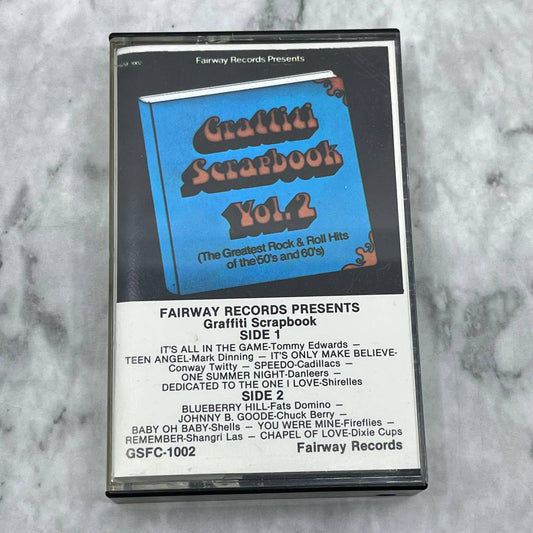 Fairway Records Presents
Graffiti
Scrapbook
Vol. 2
(The Greatest Rock & Roll Hits
of the 50's and 60's)
FAIRWAY RECORDS PRESENTS
Graffiti Scrapbook
SIDE 1
IT'S ALL IN THE GAME-Tommy Edwards –
TEEN ANGEL-Mark Dinning – IT'S ONLY MAKE BELIEVE-
Conway Twitty – SPEEDO-Cadillacs –
ONE SUMMER NIGHT-Danleers –
DEDICATED TO THE ONE I LOVE-Shirelles
SIDE 2
BLUEBERRY HILL-Fats Domino –
JOHNNY B. GOODE-Chuck Berry –
BABY OH BABY-Shells – YOU WERE MINE-Fireflies –
REMEMBER-Shangri Las – CHAPEL OF LOVE-Dixie Cups
GSFC-1002 Fairway Records